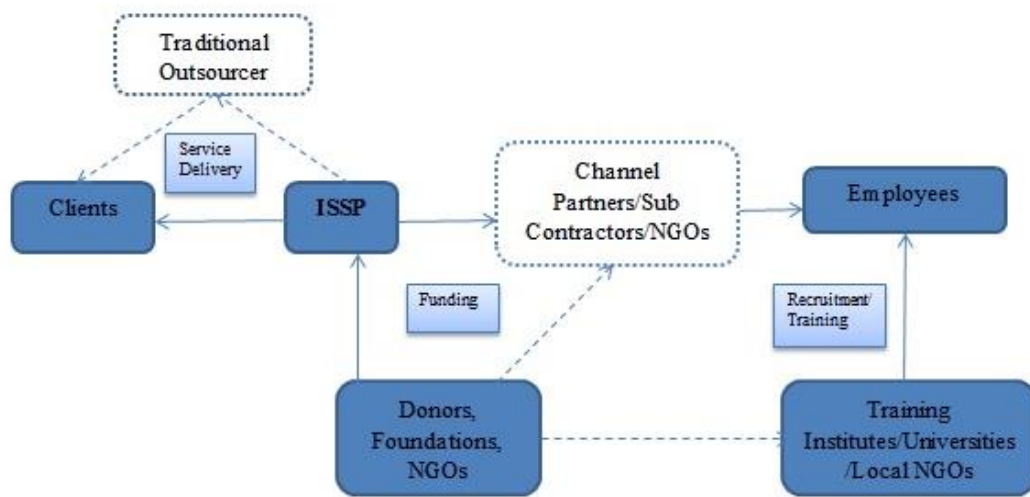 Traditional
Outsourcer
Service
Delivery
Clients
ISSP
Channel
Partners/Sub
Contractors/NGOs
Employees
Funding
Recruitment/
Training
Donors,
Foundations,
NGOs
Training
Institutes/Universities
/Local NGOs